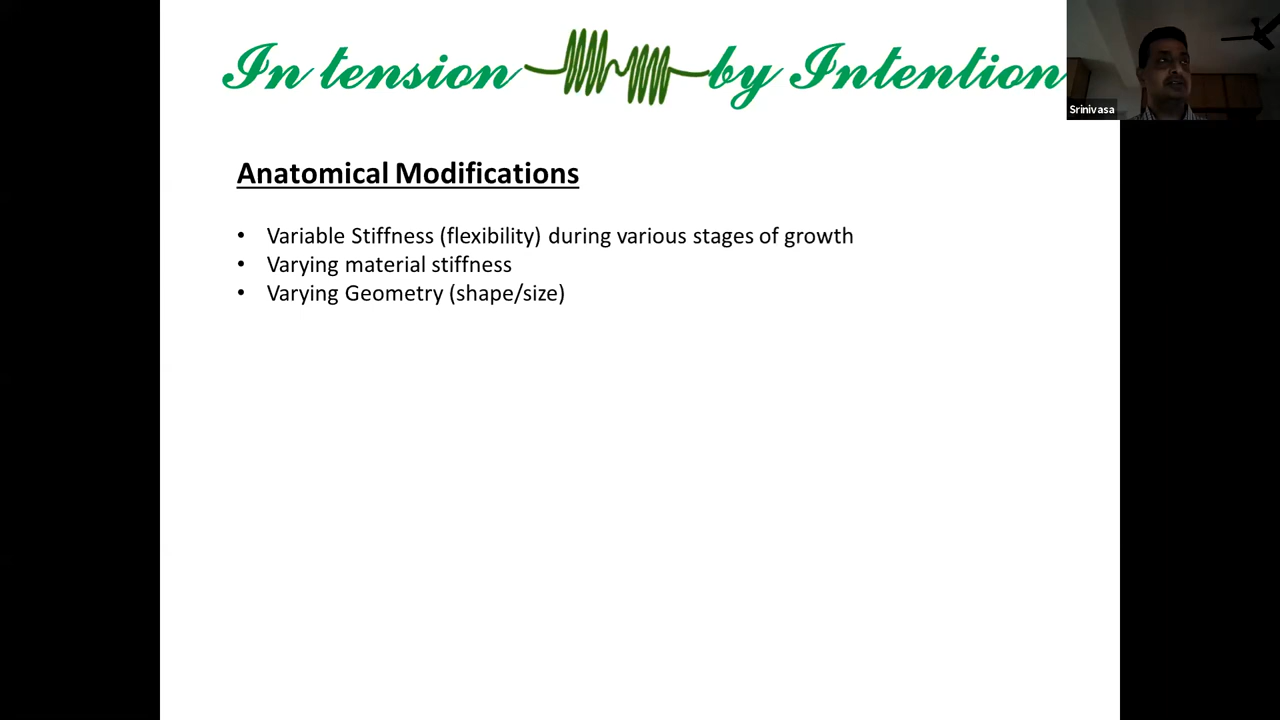 In tension by Intention
Srinivasa
Anatomical Modifications
• Variable Stiffness (flexibility) during various stages of growth
• Varying material stiffness
• Varying Geometry (shape/size)